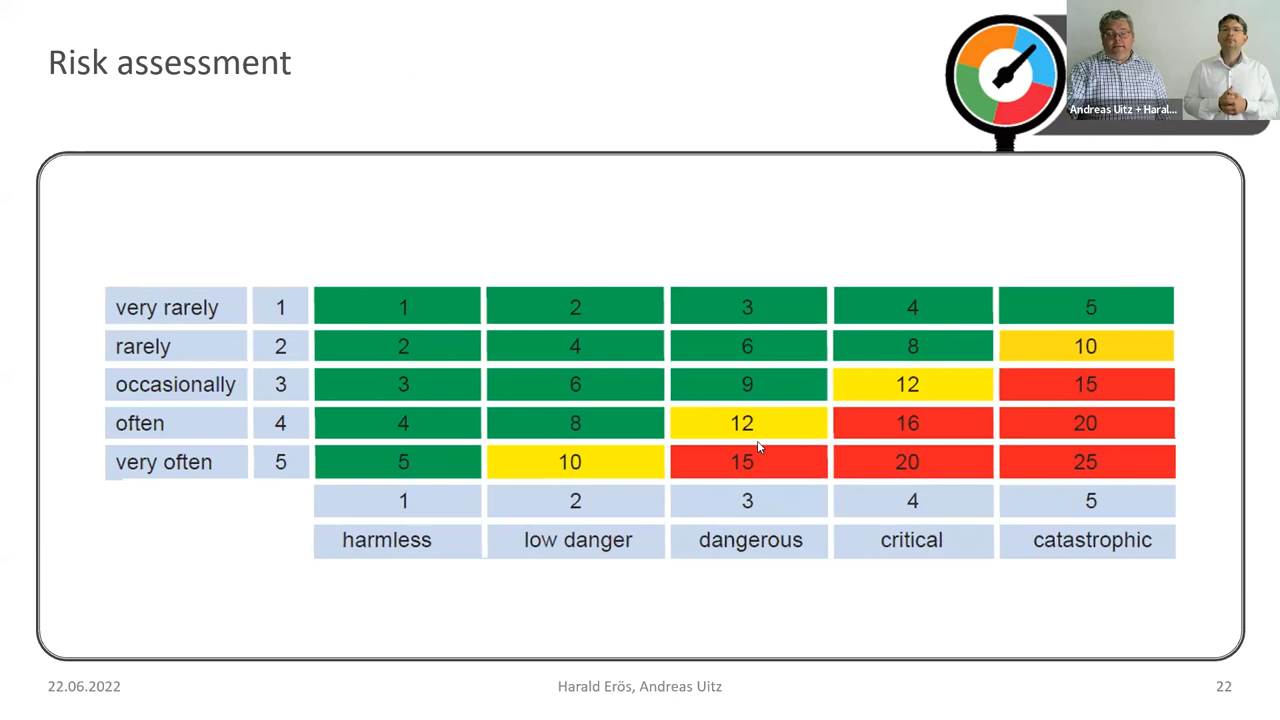 Risk assessment
Andreas Uitz + Haral...
very rarely 1 1 2 3 4 5
rarely 2 2 4 6 8 10
occasionally 3 3 6 9 12 15
often 4 4 8 12 16 20
very often 5 5 10 15 20 25
1 2 3 4 5
harmless low danger dangerous critical catastrophic
22.06.2022 Harald Erös, Andreas Uitz 22